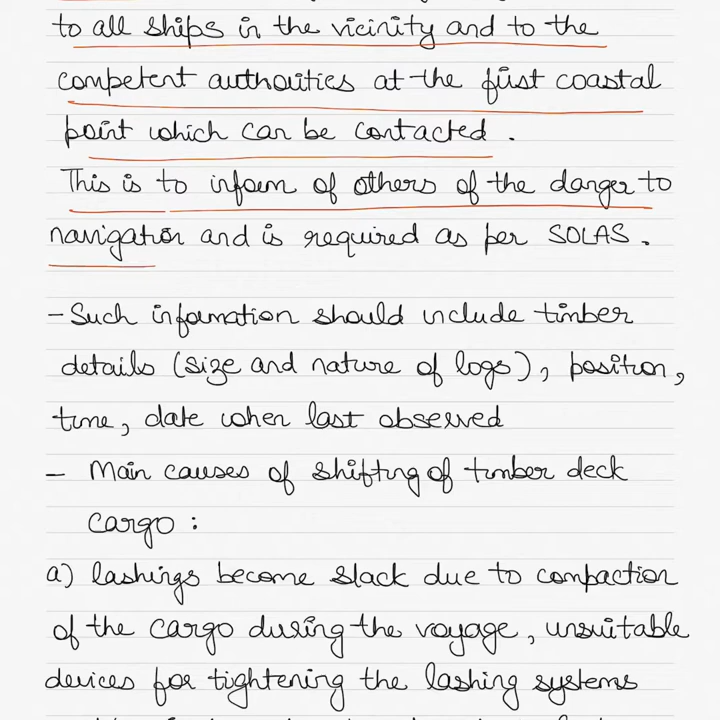 to all ships in the vicinity and to the
competent authorities at the first coastal
point which can be contacted .
This is to inform of others of the danger to
navigation and is required as per SOLAS .
- Such information should include timber
details (size and nature of logs), position,
time, date when last observed
- Main causes of shifting of timber deck
cargo :
a) lashings become slack due to compaction
of the cargo during the voyage, unsuitable
devices for tightening the lashing systems